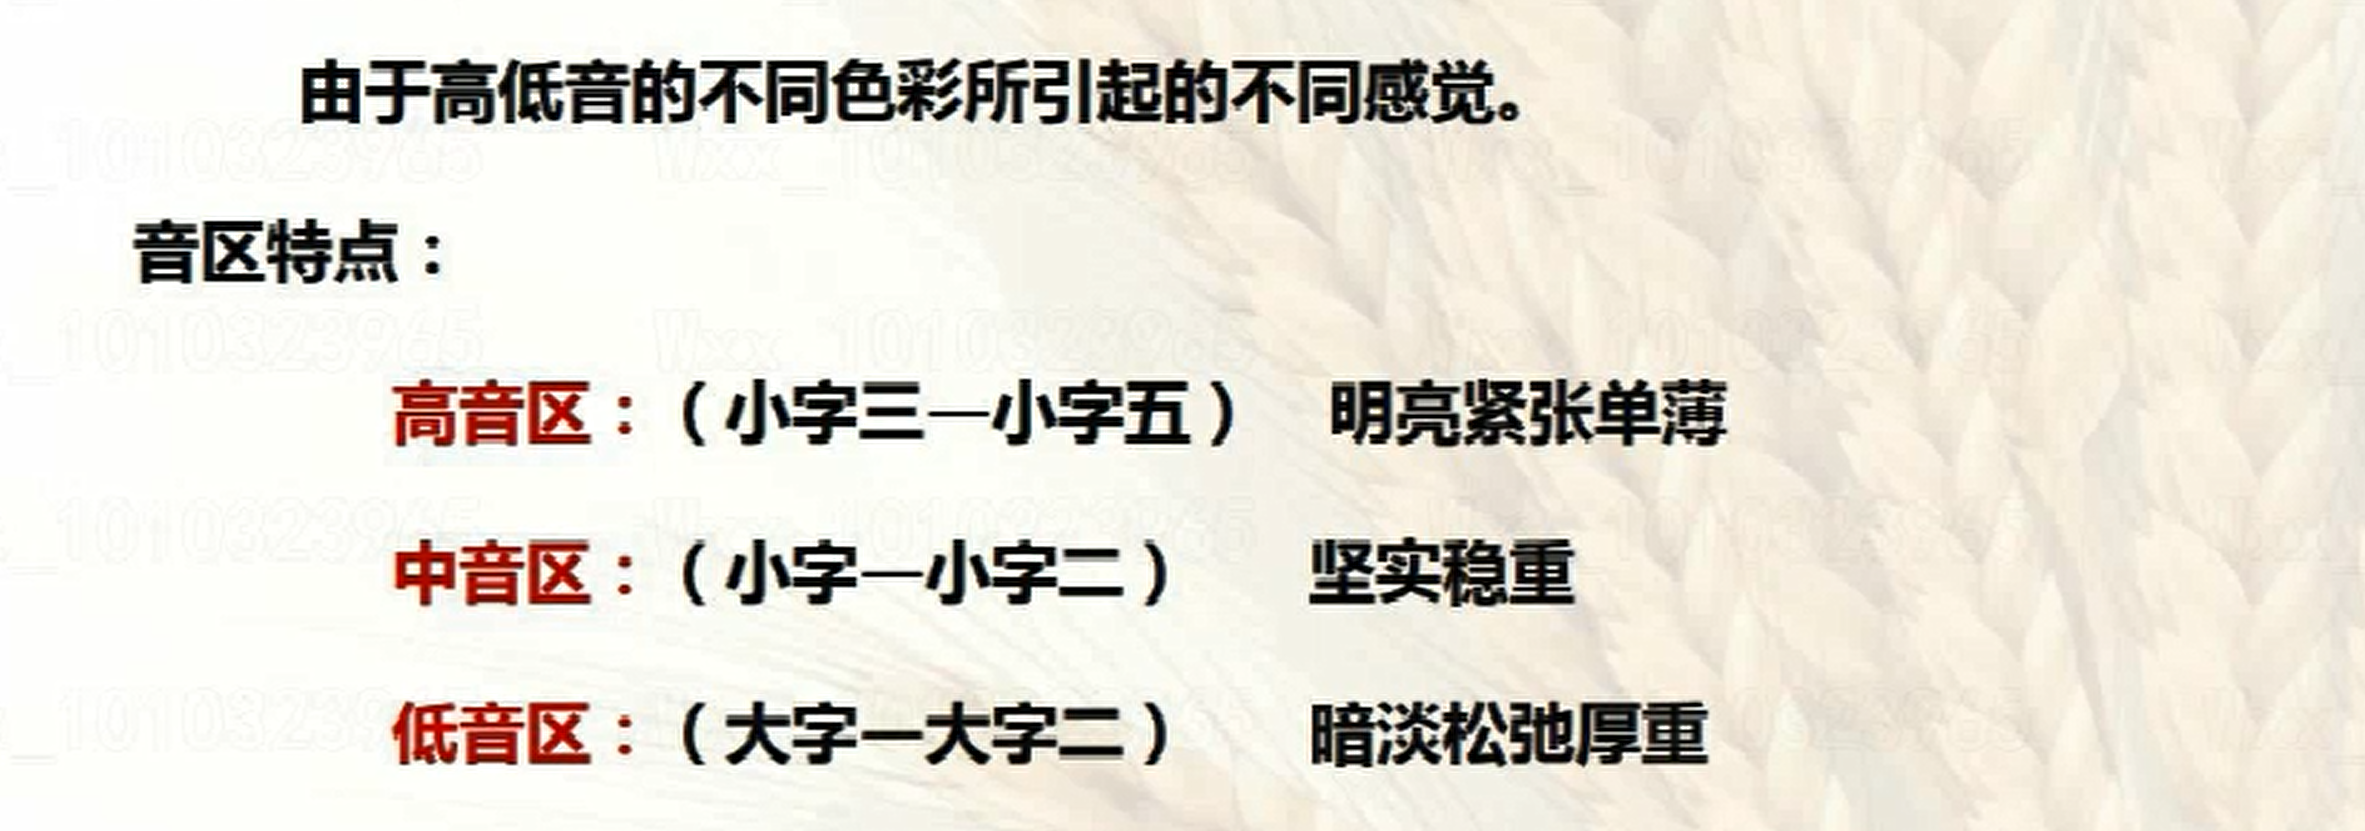 由于高低音的不同色彩所引起的不同感觉。
音区特点：
高音区：（小字三—小字五） 明亮紧张单薄
中音区：（小字—小字二） 坚实稳重
低音区：（大字一大字二） 暗淡松弛厚重
Wxx_1010323965